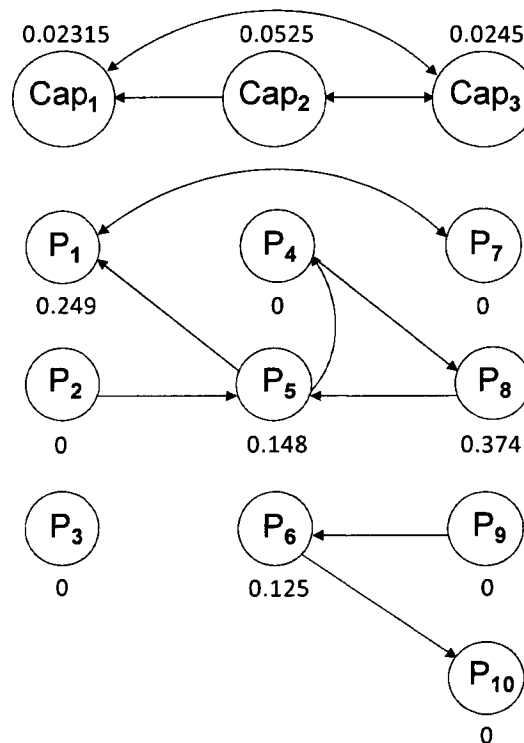 0.02315 0.0525 0.0245
Cap₁ Cap₂ Cap₃
P₁ P₄ P₇
0.249 0 0
P₂ P₅ P₈
0 0.148 0.374
P₃ P₆ P₉
0 0.125 0
P₁₀
0